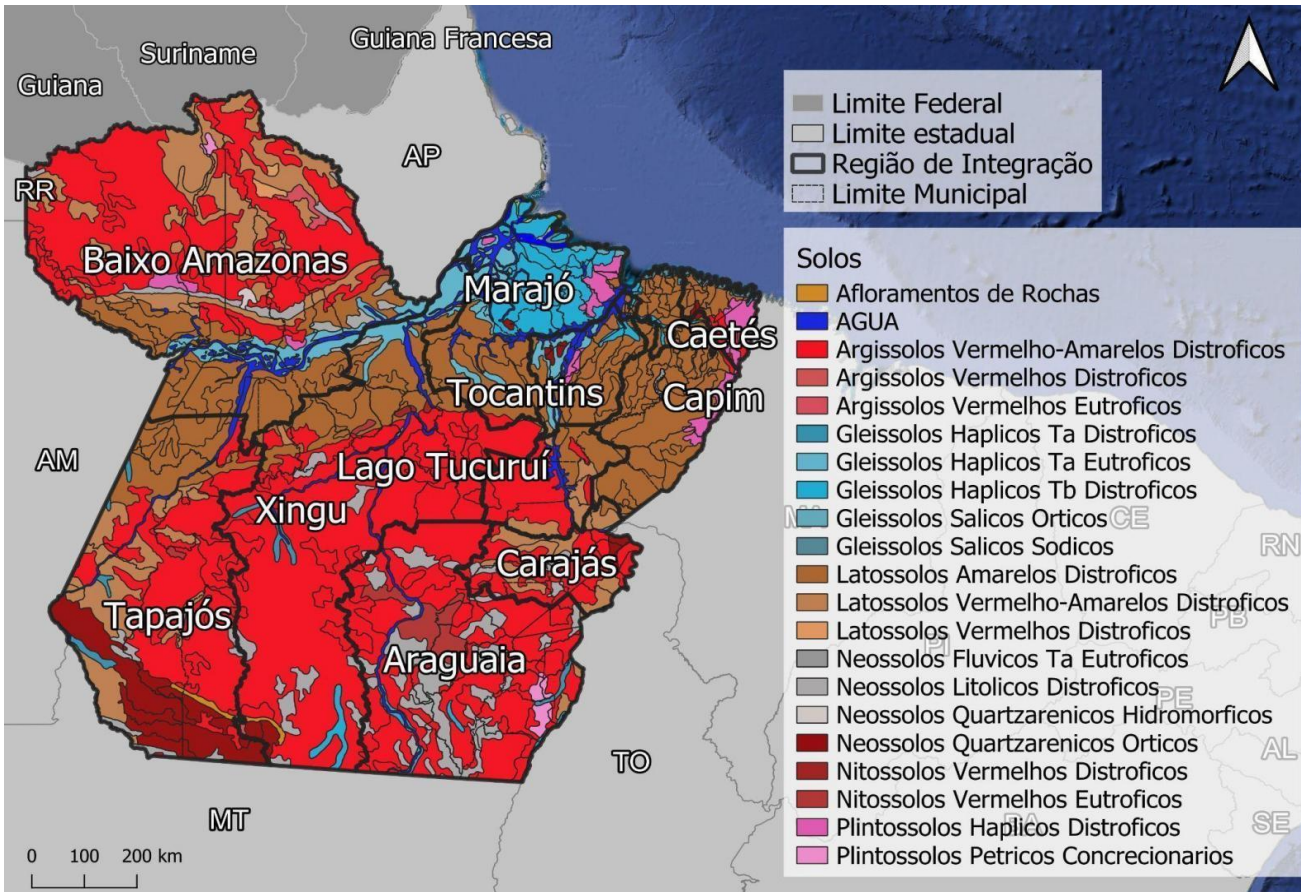 Guiana Francesa
Suriname
Guiana
AP
RR
Baixo Amazonas
Marajó
Caetés
Tocantins
Capim
AM
Lago Tucuruí
Xingu
Carajás
Tapajós
Araguaia
TO
MT
0 100 200 km
Limite Federal
Limite estadual
Região de Integração
Limite Municipal
Solos
Afloramentos de Rochas
AGUA
Argissolos Vermelho-Amarelos Distroficos
Argissolos Vermelhos Distroficos
Argissolos Vermelhos Eutroficos
Gleissolos Haplicos Ta Distroficos
Gleissolos Haplicos Ta Eutroficos
Gleissolos Haplicos Tb Distroficos
Gleissolos Salicos Orticos
Gleissolos Salicos Sodicos
Latossolos Amarelos Distroficos
Latossolos Vermelho-Amarelos Distroficos
Latossolos Vermelhos Distroficos
Neossolos Fluvicos Ta Eutroficos
Neossolos Litolicos Distroficos
Neossolos Quartzarenicos Hidromorficos
Neossolos Quartzarenicos Orticos
Nitossolos Vermelhos Distroficos
Nitossolos Vermelhos Eutroficos
Plintossolos Haplicos Distroficos
Plintossolos Petricos Concrecionarios
CE
RN
PB
PI
PE
AL
SE
BA